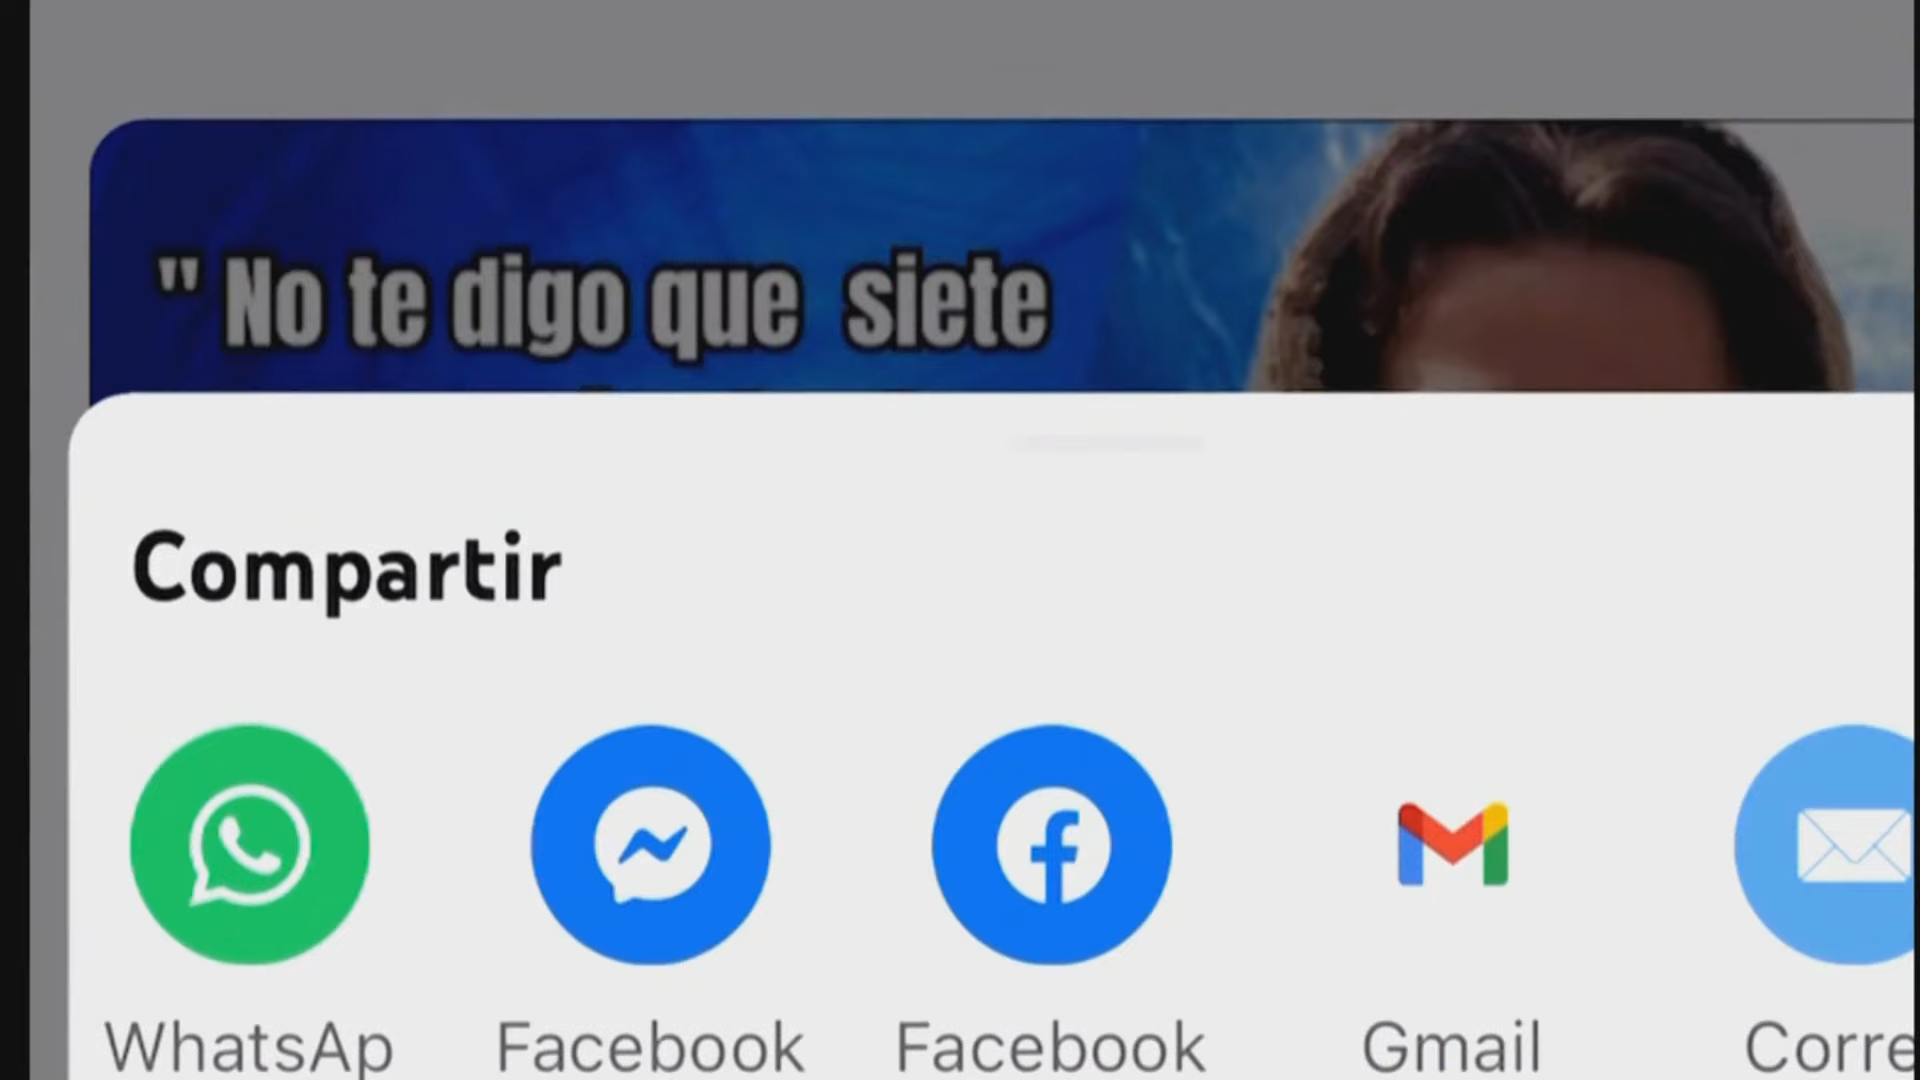 " No te digo que siete
Compartir
WhatsAp
Facebook
Facebook
Gmail
Corre